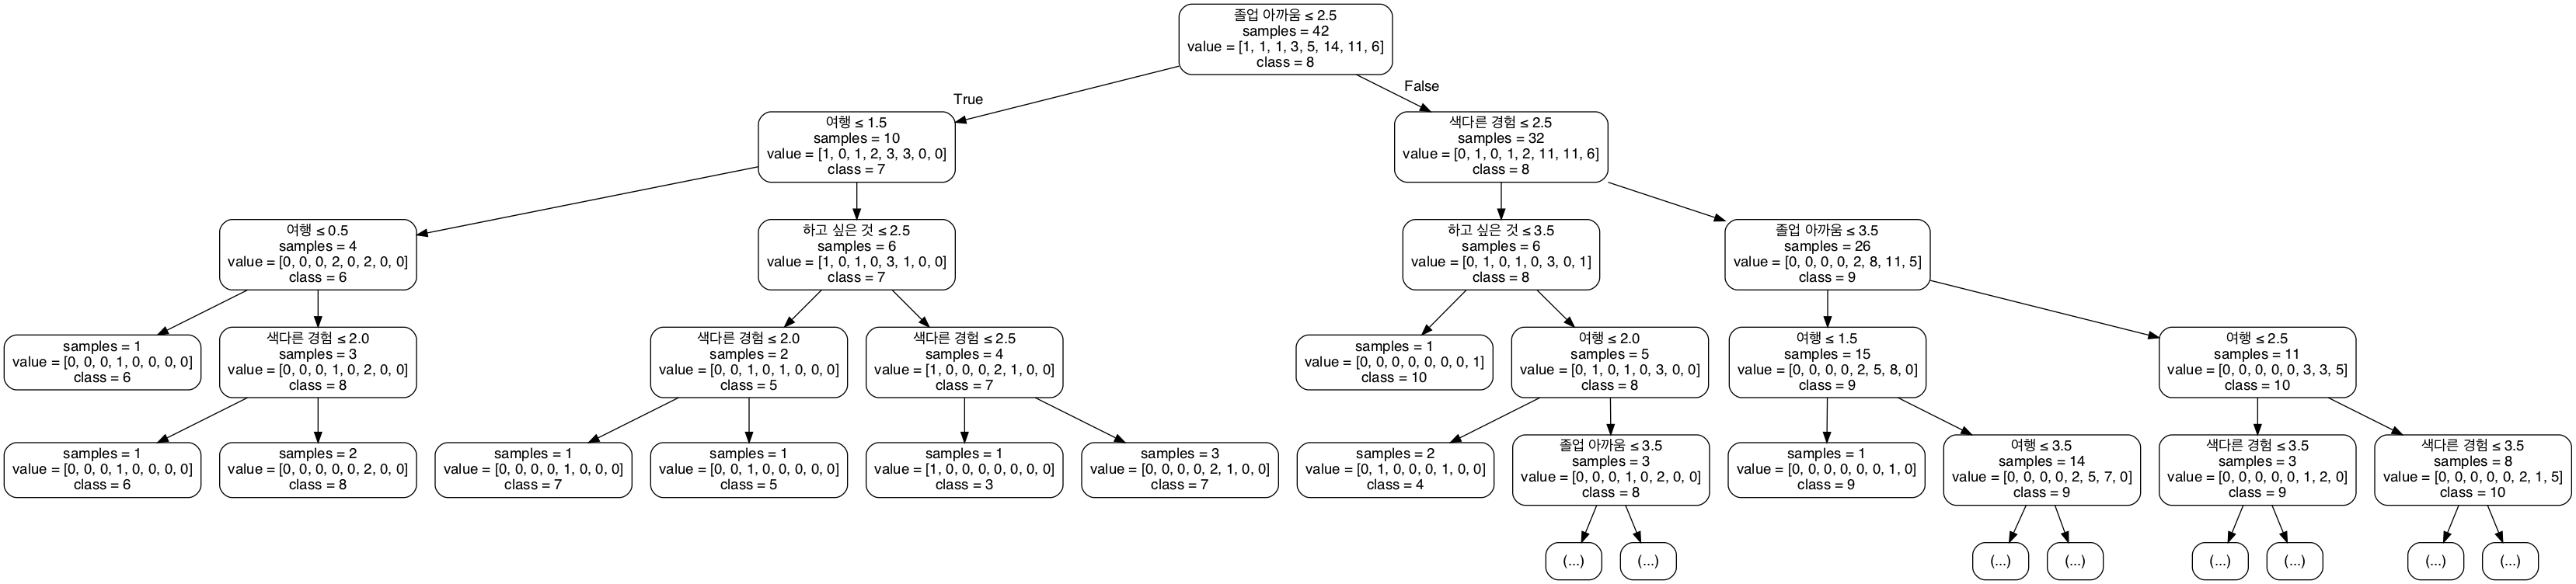 졸업 아까움 ≤ 2.5
samples = 42
value = [1, 1, 1, 3, 5, 14, 11, 6]
class = 8
True
False
여행 ≤ 1.5
samples = 10
value = [1, 0, 1, 2, 3, 3, 0, 0]
class = 7
색다른 경험 ≤ 2.5
samples = 32
value = [0, 1, 0, 1, 2, 11, 11, 6]
class = 8
여행 ≤ 0.5
samples = 4
value = [0, 0, 0, 2, 0, 2, 0, 0]
class = 6
하고 싶은 것 ≤ 2.5
samples = 6
value = [1, 0, 1, 0, 3, 1, 0, 0]
class = 7
하고 싶은 것 ≤ 3.5
samples = 6
value = [0, 1, 0, 1, 0, 3, 0, 1]
class = 8
졸업 아까움 ≤ 3.5
samples = 26
value = [0, 0, 0, 0, 2, 8, 11, 5]
class = 9
samples = 1
value = [0, 0, 0, 1, 0, 0, 0, 0]
class = 6
색다른 경험 ≤ 2.0
samples = 3
value = [0, 0, 0, 1, 0, 2, 0, 0]
class = 8
색다른 경험 ≤ 2.0
samples = 2
value = [0, 0, 1, 0, 1, 0, 0, 0]
class = 5
색다른 경험 ≤ 2.5
samples = 4
value = [1, 0, 0, 0, 2, 1, 0, 0]
class = 7
samples = 1
value = [0, 0, 0, 0, 0, 0, 0, 1]
class = 10
여행 ≤ 2.0
samples = 5
value = [0, 1, 0, 1, 0, 3, 0, 0]
class = 8
여행 ≤ 1.5
samples = 15
value = [0, 0, 0, 0, 2, 5, 8, 0]
class = 9
여행 ≤ 2.5
samples = 11
value = [0, 0, 0, 0, 0, 3, 3, 5]
class = 10
samples = 1
value = [0, 0, 0, 1, 0, 0, 0, 0]
class = 6
samples = 2
value = [0, 0, 0, 0, 0, 2, 0, 0]
class = 8
samples = 1
value = [0, 0, 0, 0, 1, 0, 0, 0]
class = 7
samples = 1
value = [0, 0, 1, 0, 0, 0, 0, 0]
class = 5
samples = 1
value = [1, 0, 0, 0, 0, 0, 0, 0]
class = 3
samples = 3
value = [0, 0, 0, 0, 2, 1, 0, 0]
class = 7
samples = 2
value = [0, 1, 0, 0, 0, 1, 0, 0]
class = 4
졸업 아까움 ≤ 3.5
samples = 3
value = [0, 0, 0, 1, 0, 2, 0, 0]
class = 8
samples = 1
value = [0, 0, 0, 0, 0, 0, 1, 0]
class = 9
여행 ≤ 3.5
samples = 14
value = [0, 0, 0, 0, 2, 5, 7, 0]
class = 9
색다른 경험 ≤ 3.5
samples = 3
value = [0, 0, 0, 0, 0, 1, 2, 0]
class = 9
색다른 경험 ≤ 3.5
samples = 8
value = [0, 0, 0, 0, 0, 2, 1, 5]
class = 10
(...)
(...)
(...)
(...)
(...)
(...)
(...)
(...)